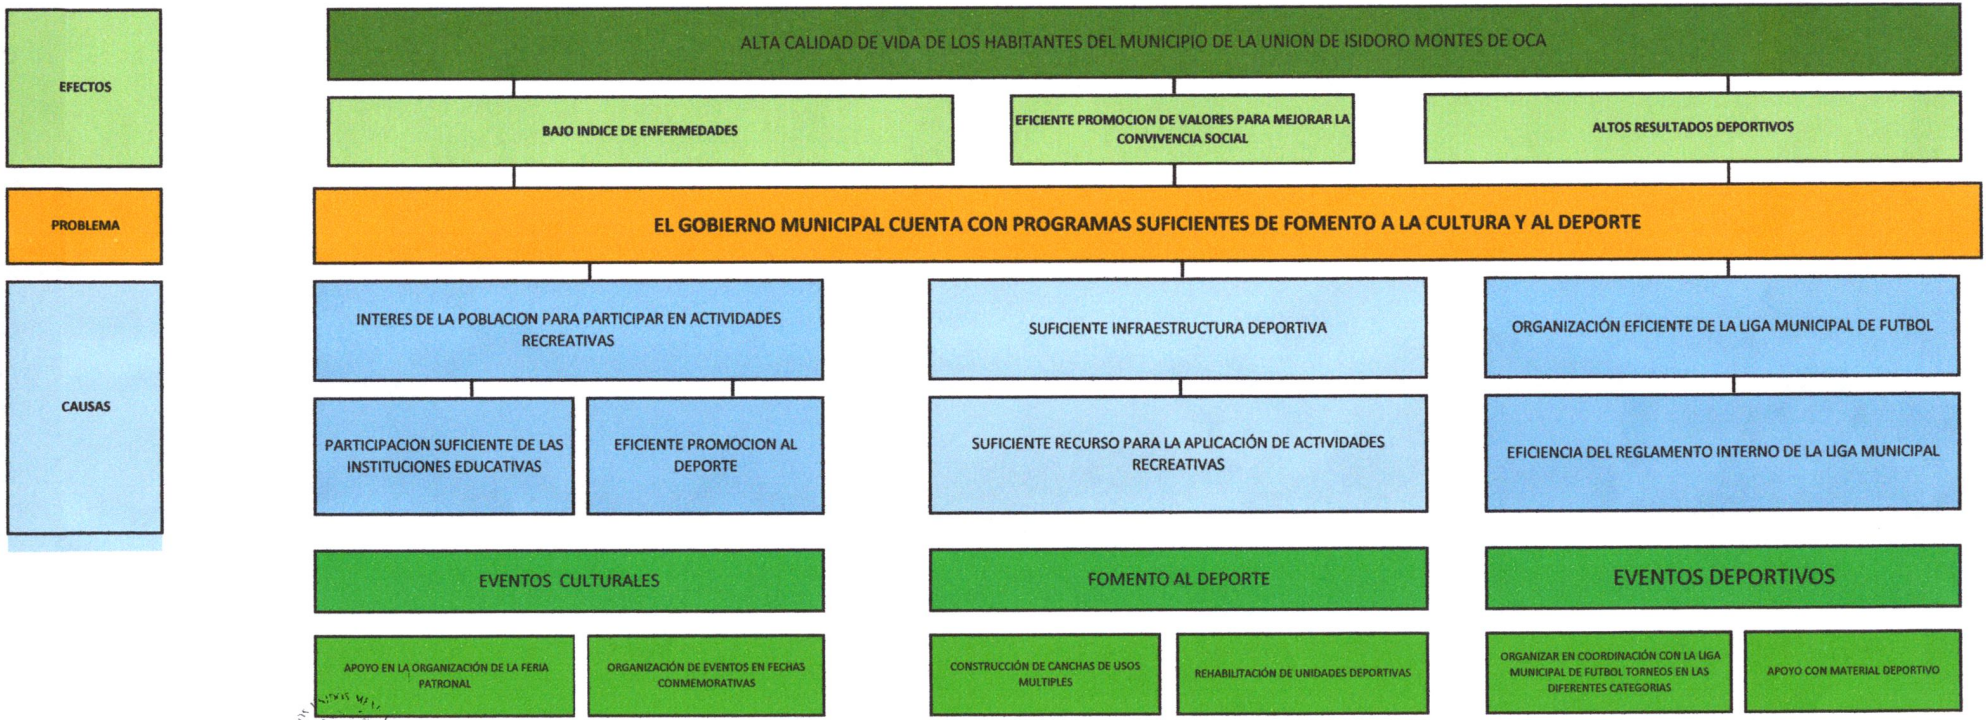 EFECTOS
ALTA CALIDAD DE VIDA DE LOS HABITANTES DEL MUNICIPIO DE LA UNION DE ISIDORO MONTES DE OCA
BAJO INDICE DE ENFERMEDADES
EFICIENTE PROMOCION DE VALORES PARA MEJORAR LA
CONVIVENCIA SOCIAL
ALTOS RESULTADOS DEPORTIVOS
PROBLEMA
EL GOBIERNO MUNICIPAL CUENTA CON PROGRAMAS SUFICIENTES DE FOMENTO A LA CULTURA Y AL DEPORTE
CAUSAS
INTERES DE LA POBLACION PARA PARTICIPAR EN ACTIVIDADES
RECREATIVAS
SUFICIENTE INFRAESTRUCTURA DEPORTIVA
ORGANIZACIÓN EFICIENTE DE LA LIGA MUNICIPAL DE FUTBOL
PARTICIPACION SUFICIENTE DE LAS
INSTITUCIONES EDUCATIVAS
EFICIENTE PROMOCION AL
DEPORTE
SUFICIENTE RECURSO PARA LA APLICACIÓN DE ACTIVIDADES
RECREATIVAS
EFICIENCIA DEL REGLAMENTO INTERNO DE LA LIGA MUNICIPAL
EVENTOS CULTURALES
FOMENTO AL DEPORTE
EVENTOS DEPORTIVOS
APOYO EN LA ORGANIZACIÓN DE LA FERIA
PATRONAL
ORGANIZACIÓN DE EVENTOS EN FECHAS
CONMEMORATIVAS
CONSTRUCCIÓN DE CANCHAS DE USOS
MULTIPLES
REHABILITACIÓN DE UNIDADES DEPORTIVAS
ORGANIZAR EN COORDINACIÓN CON LA LIGA
MUNICIPAL DE FUTBOL TORNEOS EN LAS
DIFERENTES CATEGORIAS
APOYO CON MATERIAL DEPORTIVO